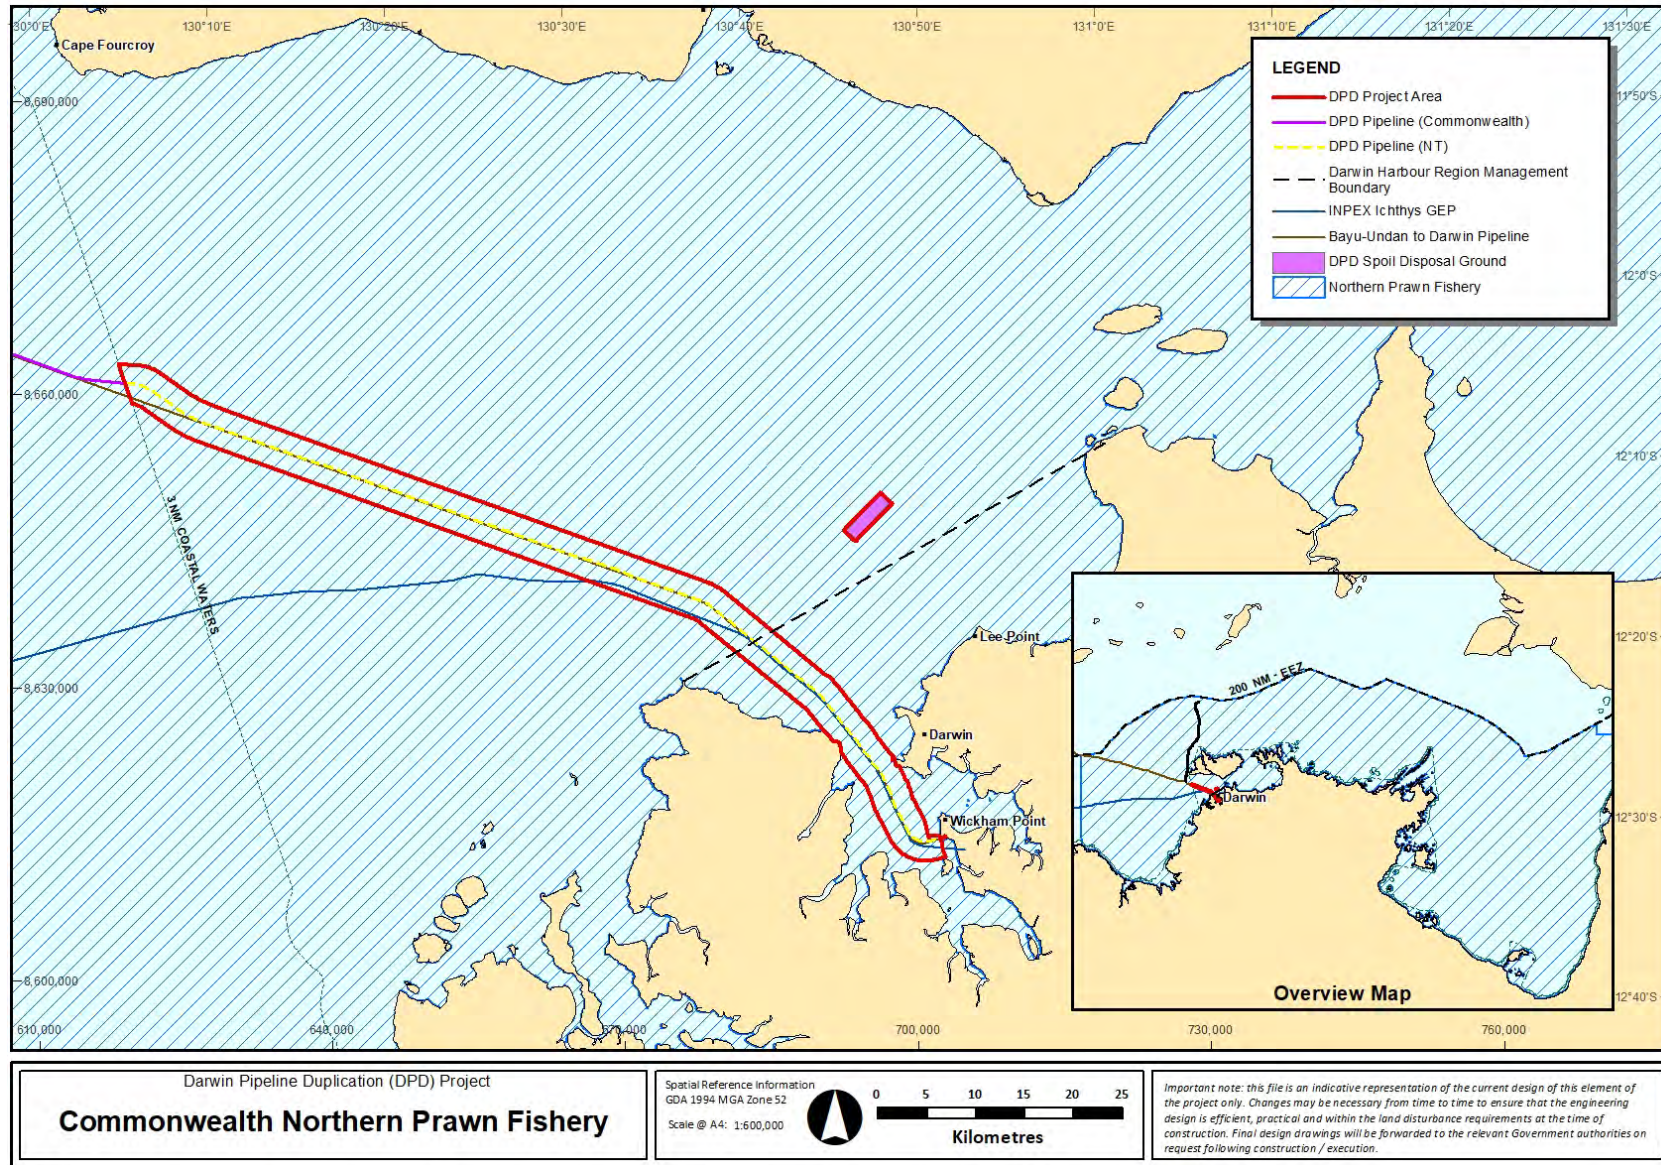 130°0'E 130°10'E 130°20'E 130°30'E 130°40'E 130°50'E 131°0'E 131°10'E 131°20'E 131°30'E
Cape Fourcroy
LEGEND
DPD Project Area
DPD Pipeline (Commonwealth)
DPD Pipeline (NT)
Darwin Harbour Region Management
Boundary
INPEX Ichthys GEP
Bayu-Undan to Darwin Pipeline
DPD Spoil Disposal Ground
Northern Prawn Fishery
8,690,000
11°50'S
12°0'S
8,660,000
12°10'S
3 NM COASTAL WATERS
Lee Point
12°20'S
8,630,000
Darwin
Wickham Point
12°30'S
200 NM - EEZ
Darwin
Overview Map
8,600,000
12°40'S
610,000 640,000 670,000 700,000 730,000 760,000
Darwin Pipeline Duplication (DPD) Project
Commonwealth Northern Prawn Fishery
Spatial Reference Information
GDA 1994 MGA Zone 52
Scale @ A4: 1:600,000
0 5 10 15 20 25
Kilometres
Important note: this file is an indicative representation of the current design of this element of
the project only. Changes may be necessary from time to time to ensure that the engineering
design is efficient, practical and within the land disturbance requirements at the time of
construction. Final design drawings will be forwarded to the relevant Government authorities on
request following construction / execution.